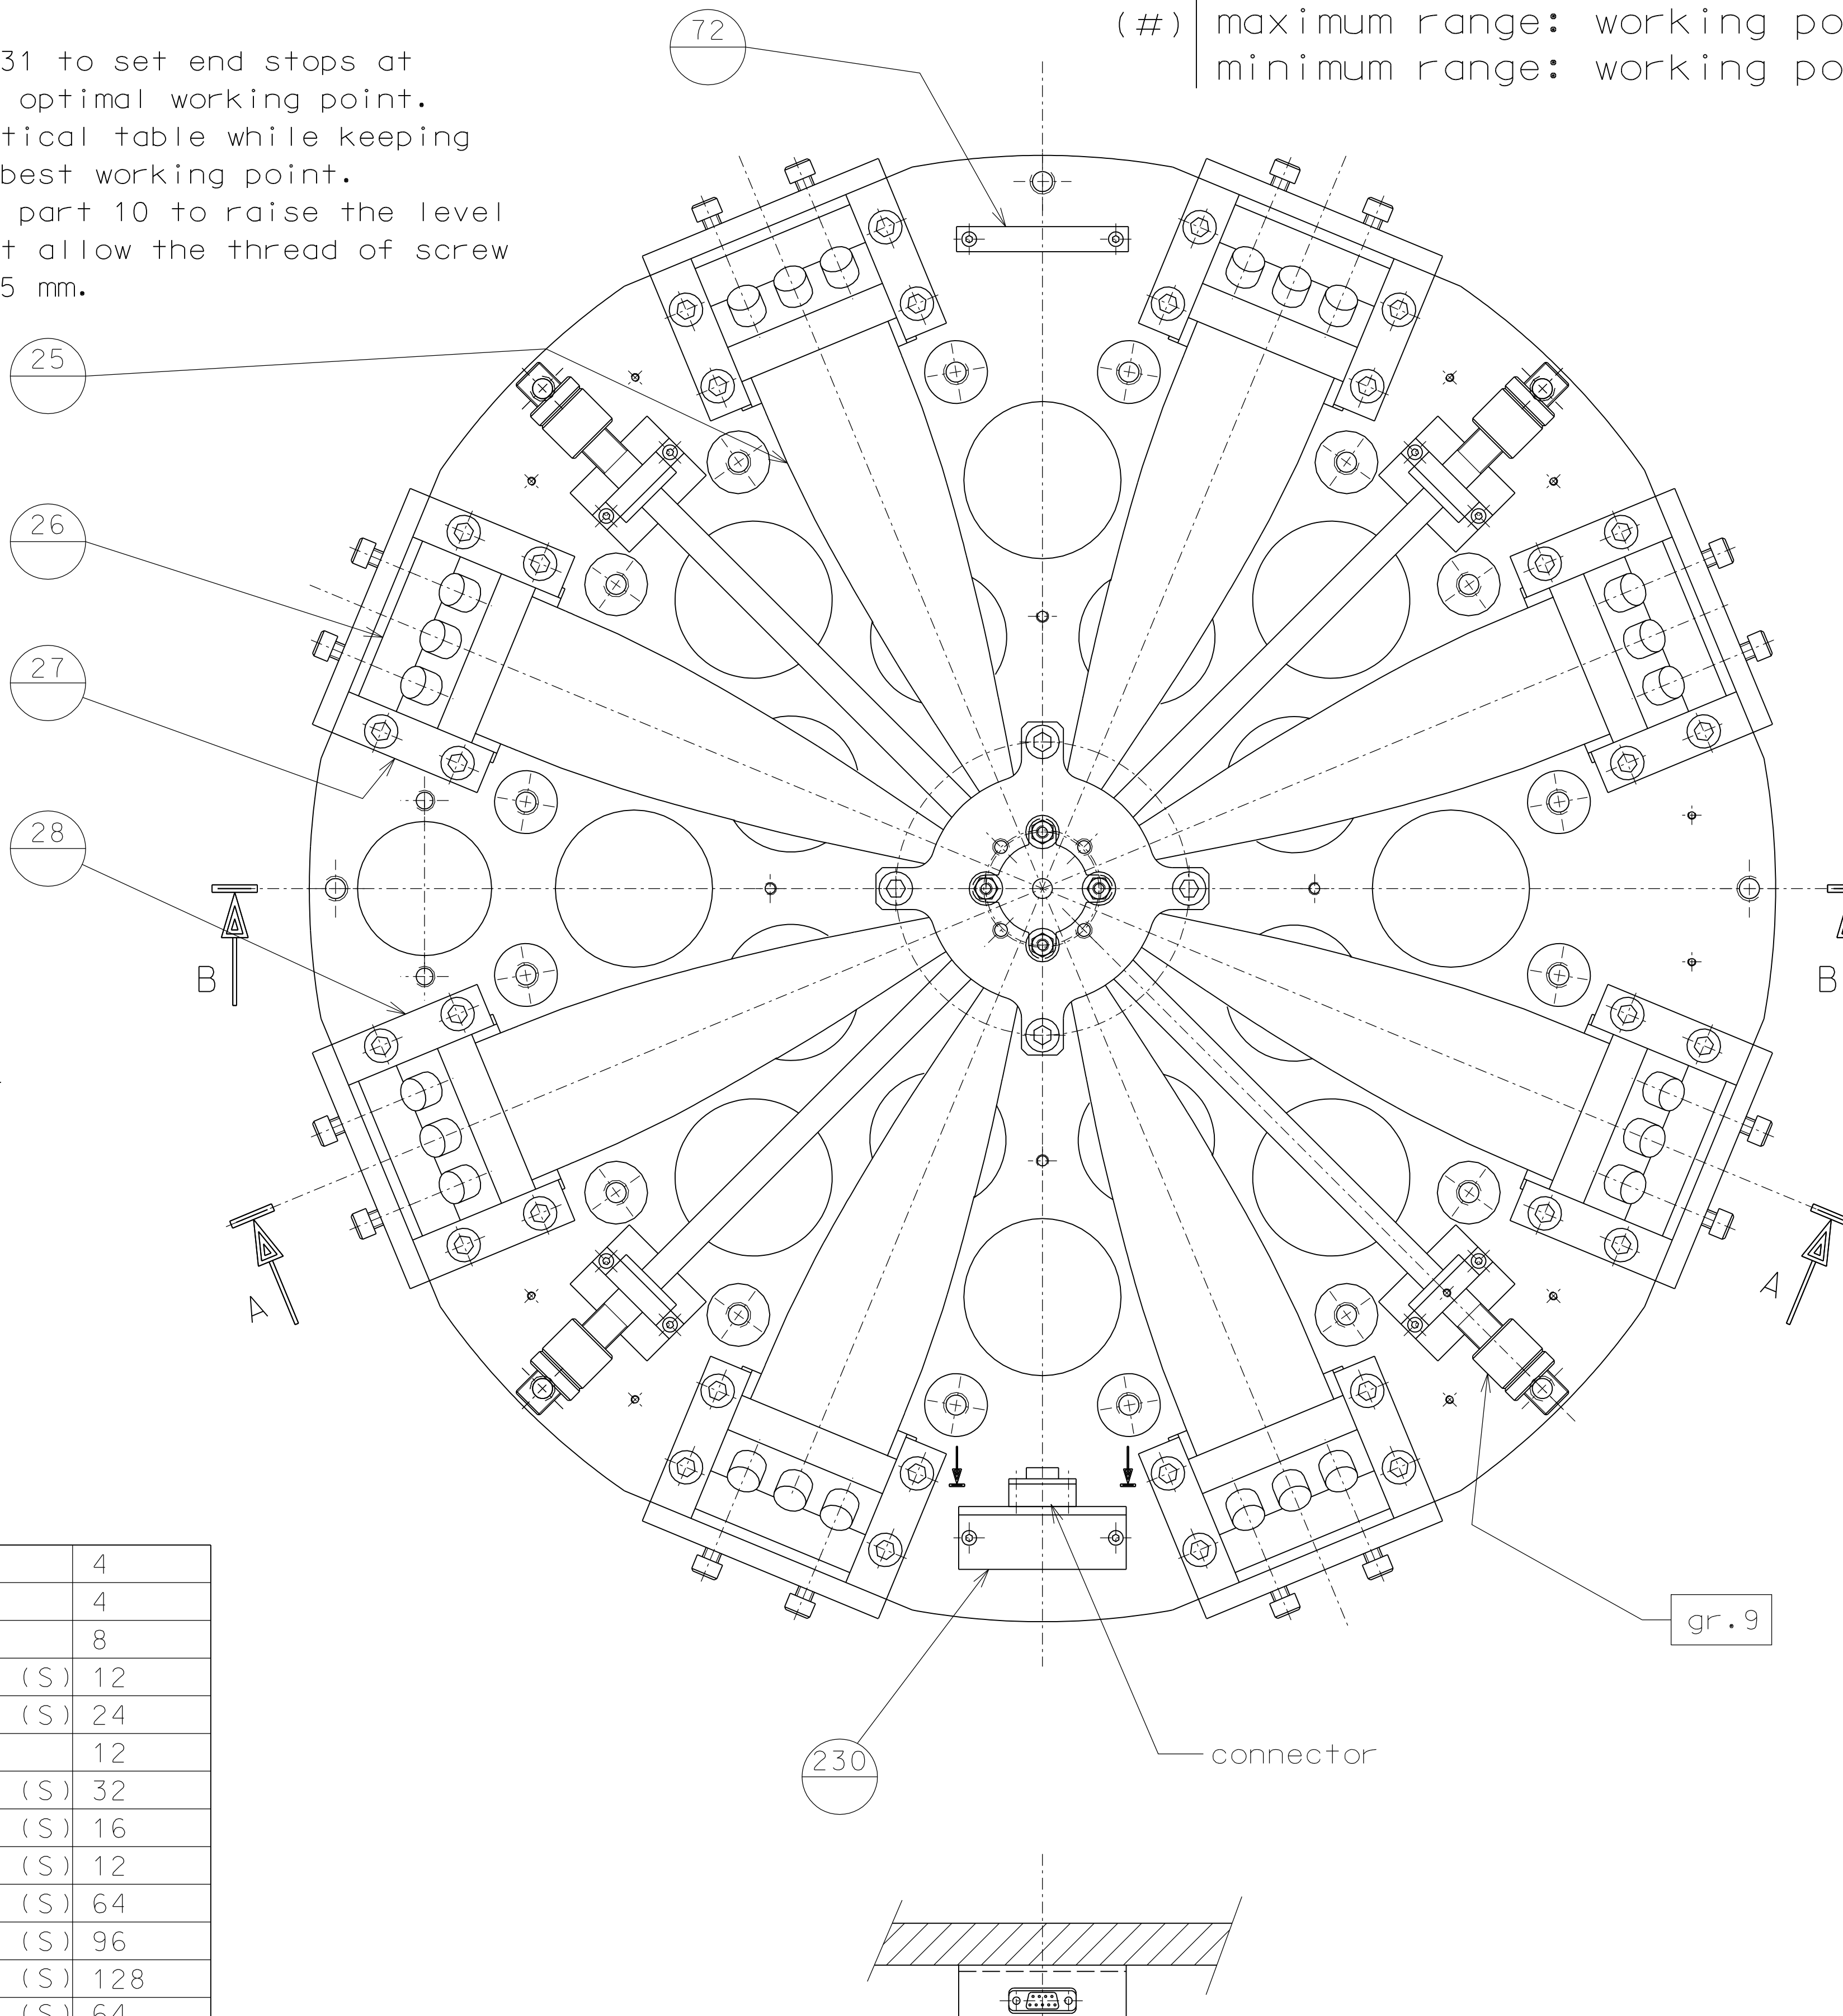 72
(#) maximum range: working po
minimum range: working po
31 to set end stops at
optimal working point.
tical table while keeping
best working point.
part 10 to raise the level
t allow the thread of screw
5 mm.
25
26
27
28
B
B
A
A
gr.9
connector
230
4
4
8
(S) 12
(S) 24
12
(S) 32
(S) 16
(S) 12
(S) 64
(S) 96
(S) 128
(S) 64